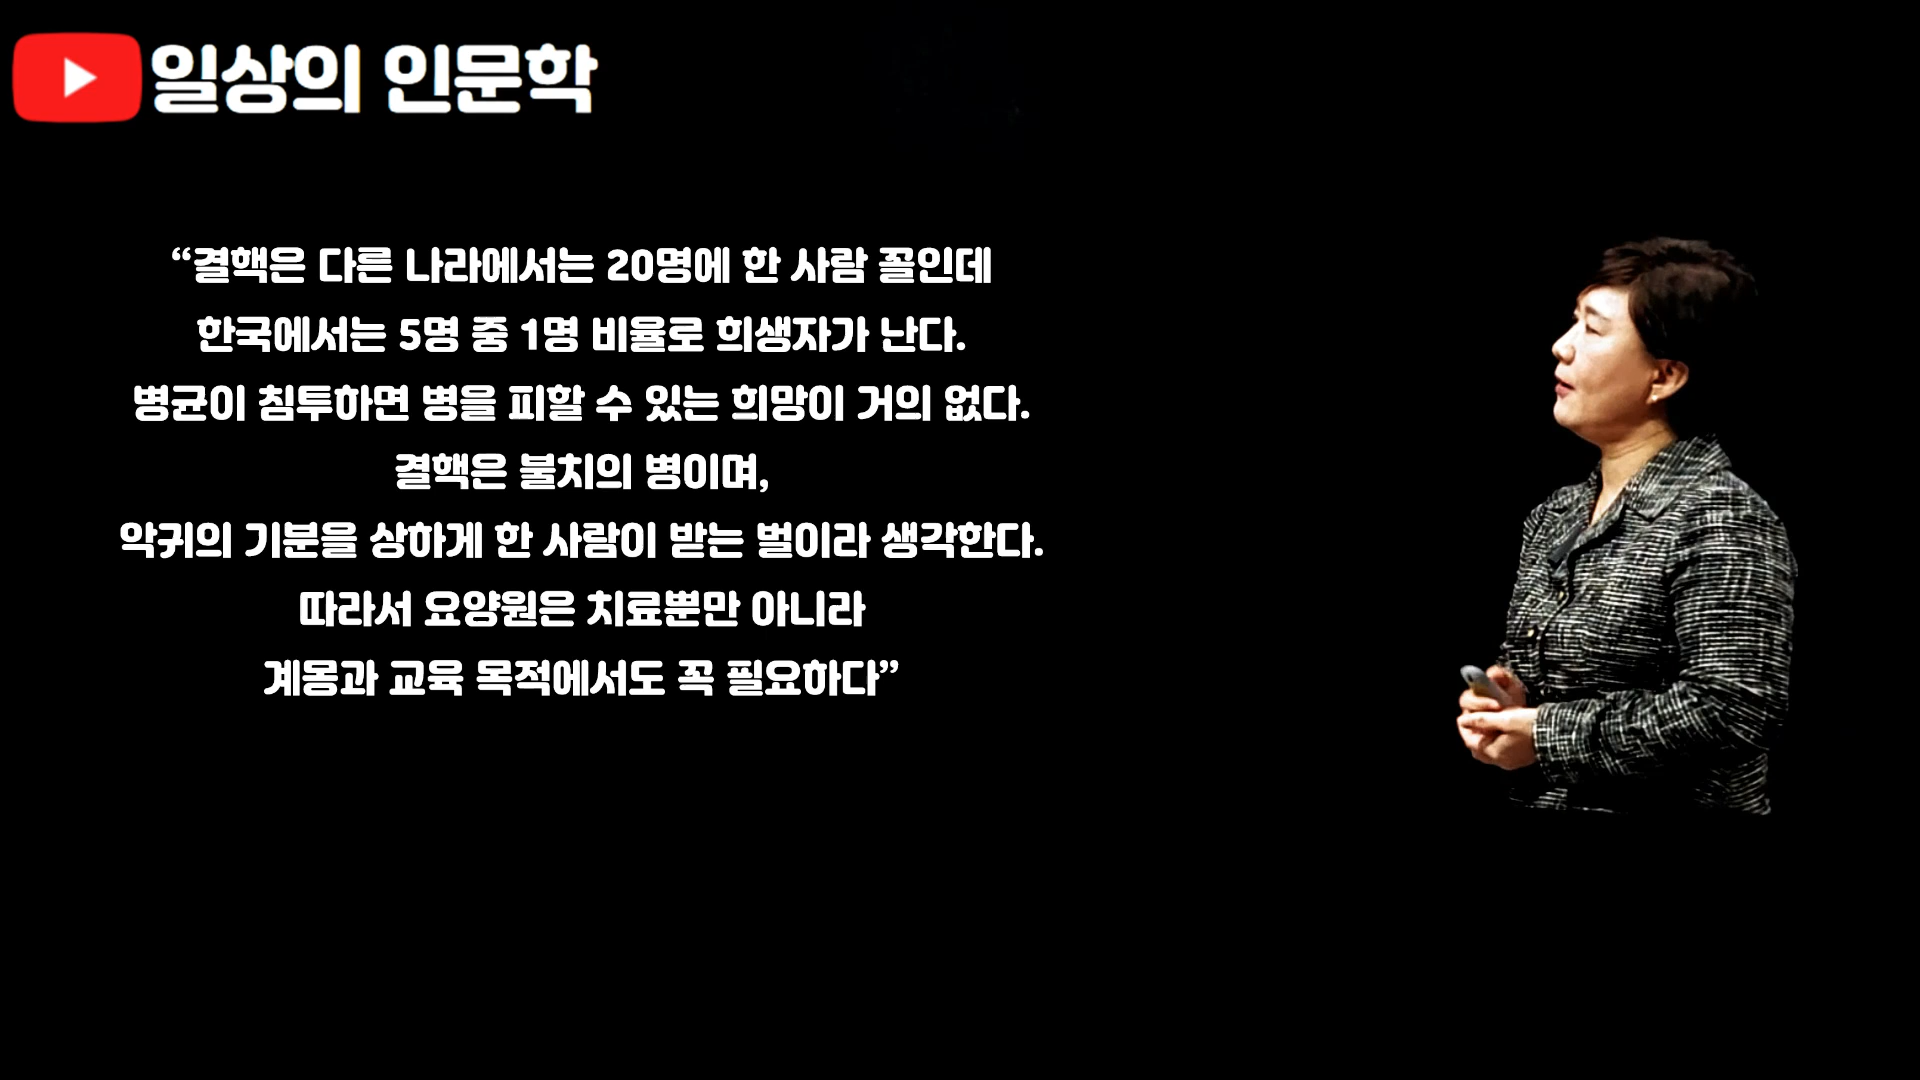 일상의 인문학
“결핵은 다른 나라에서는 20명에 한 사람 꼴인데
한국에서는 5명 중 1명 비율로 희생자가 난다.
병균이 침투하면 병을 피할 수 있는 희망이 거의 없다.
결핵은 불치의 병이며,
악귀의 기분을 상하게 한 사람이 받는 벌이라 생각한다.
따라서 요양원은 치료뿐만 아니라
계몽과 교육 목적에서도 꼭 필요하다”